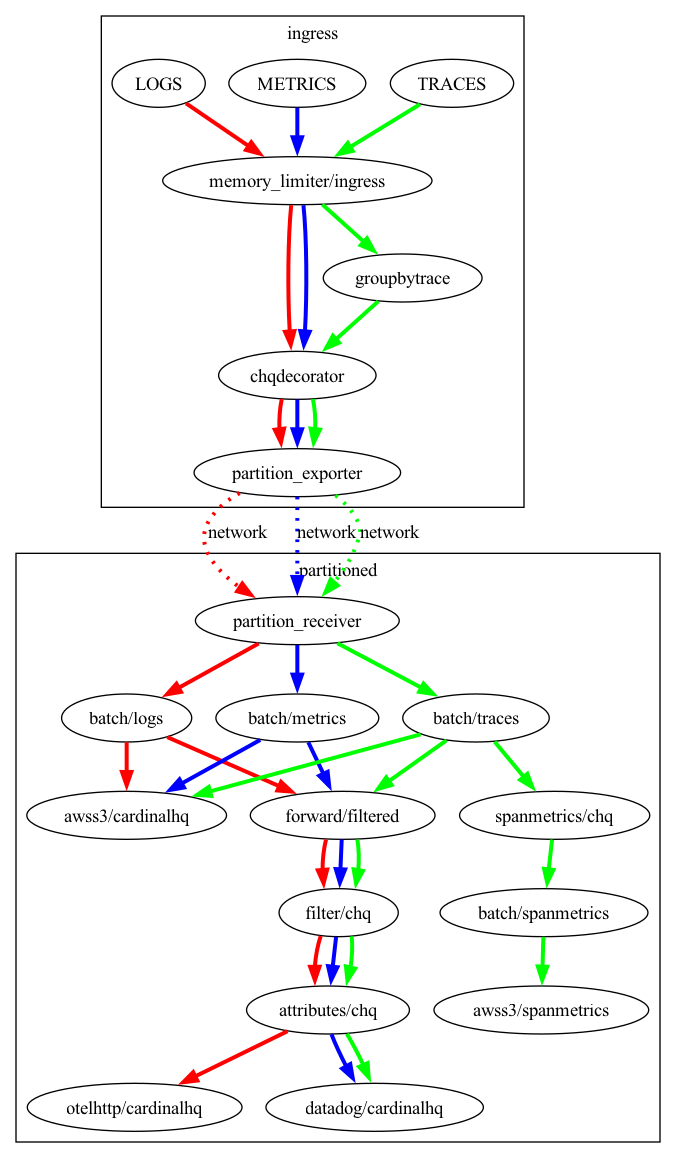 ingress
LOGS
METRICS
TRACES
memory_limiter/ingress
groupbytrace
chqdecorator
partition_exporter
network
network
network
partitioned
partition_receiver
batch/logs
batch/metrics
batch/traces
awss3/cardinalhq
forward/filtered
spanmetrics/chq
filter/chq
batch/spanmetrics
attributes/chq
awss3/spanmetrics
otelhttp/cardinalhq
datadog/cardinalhq